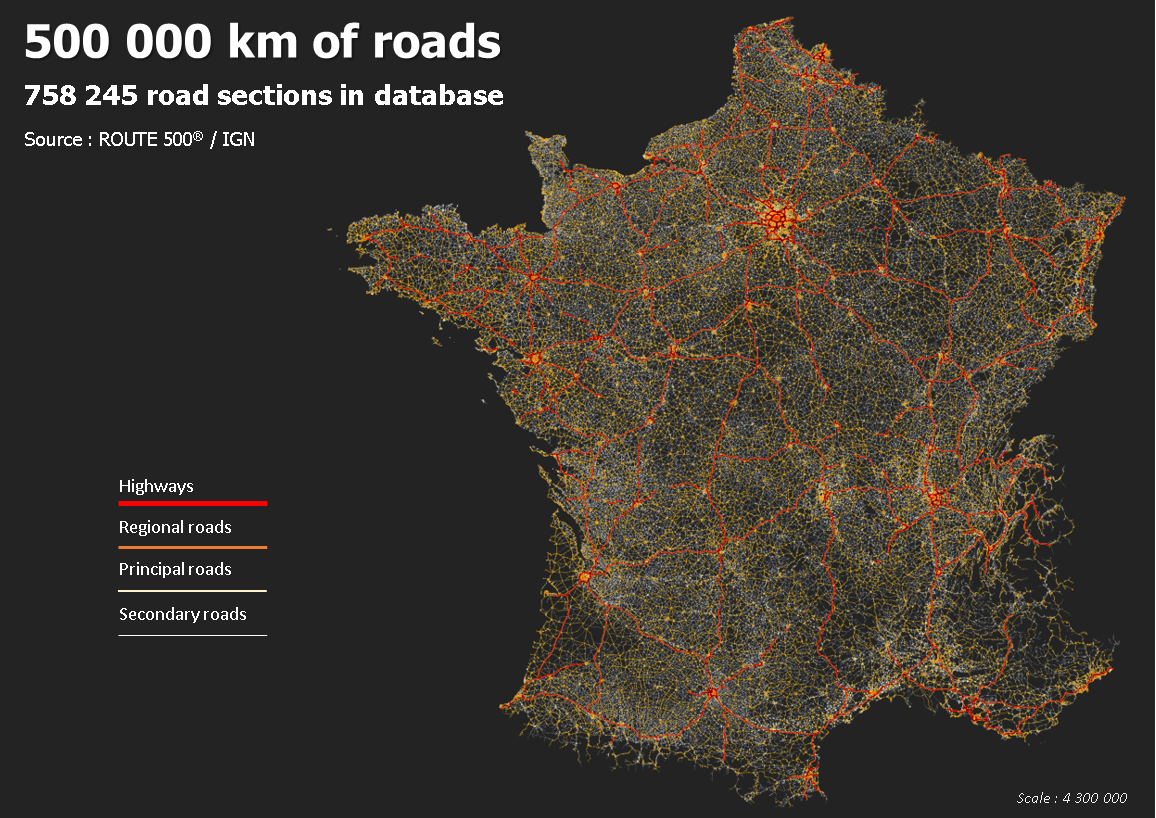 500 000 km of roads
758 245 road sections in database
Source : ROUTE 500® / IGN
Highways
Regional roads
Principal roads
Secondary roads
Scale : 4 300 000